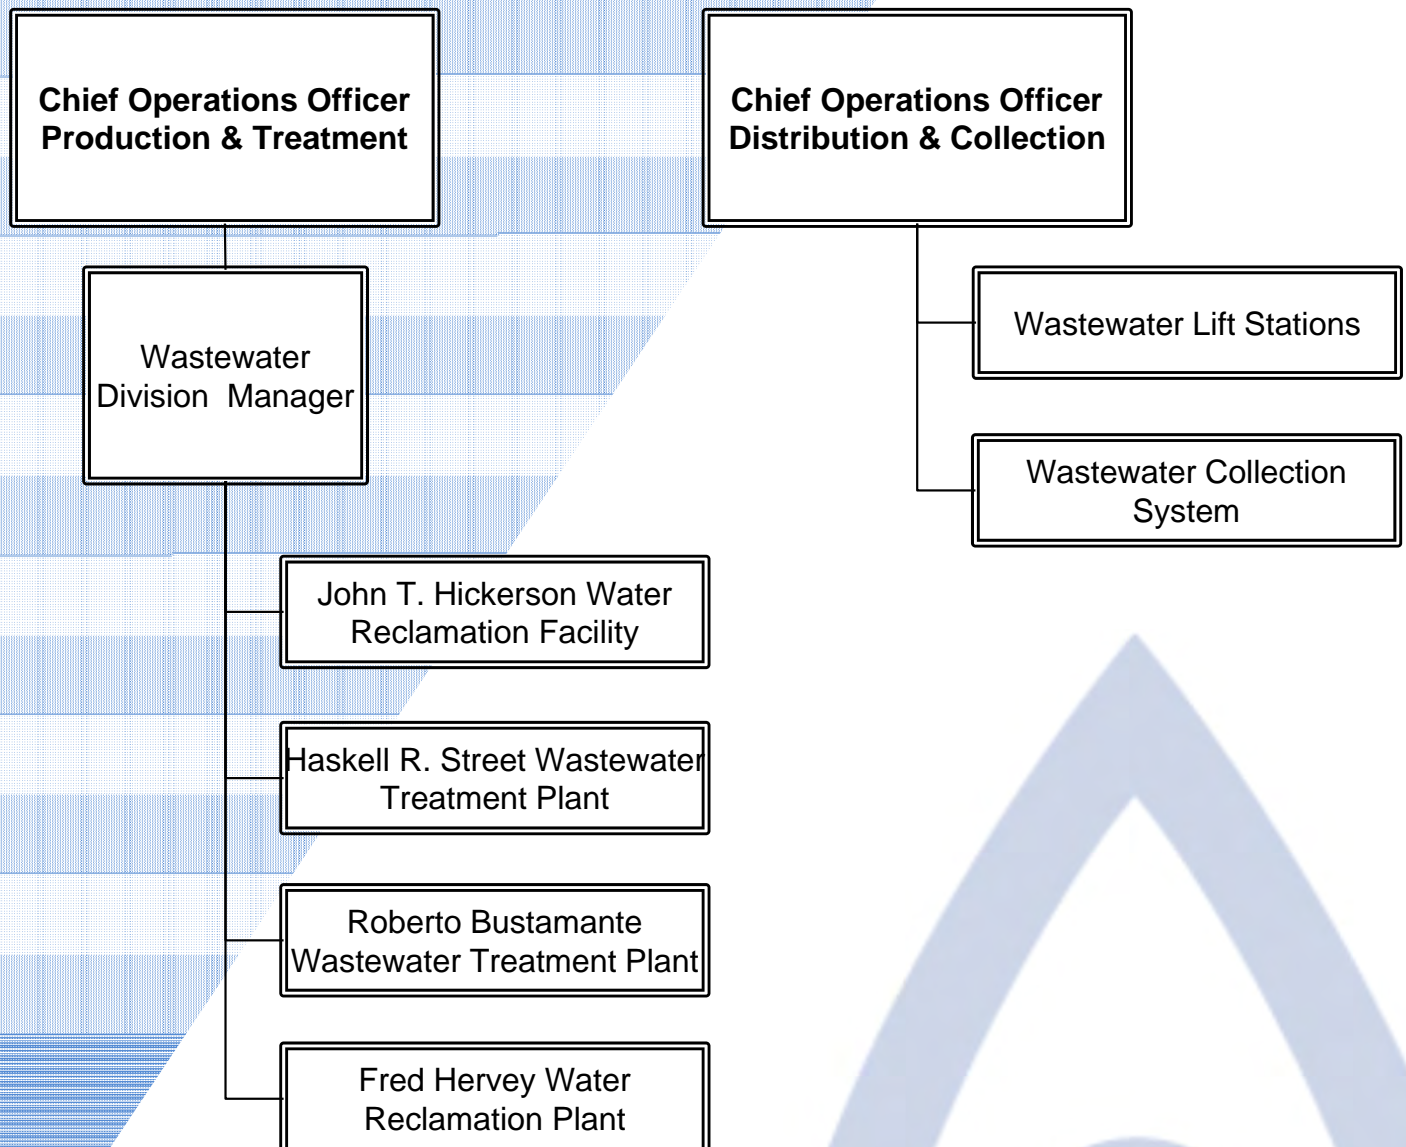 Chief Operations Officer
Production & Treatment
Chief Operations Officer
Distribution & Collection
Wastewater
Division  Manager
Wastewater Lift Stations
Wastewater Collection
System
John T. Hickerson Water
Reclamation Facility
Haskell R. Street Wastewater
Treatment Plant
Roberto Bustamante
Wastewater Treatment Plant
Fred Hervey Water
Reclamation Plant